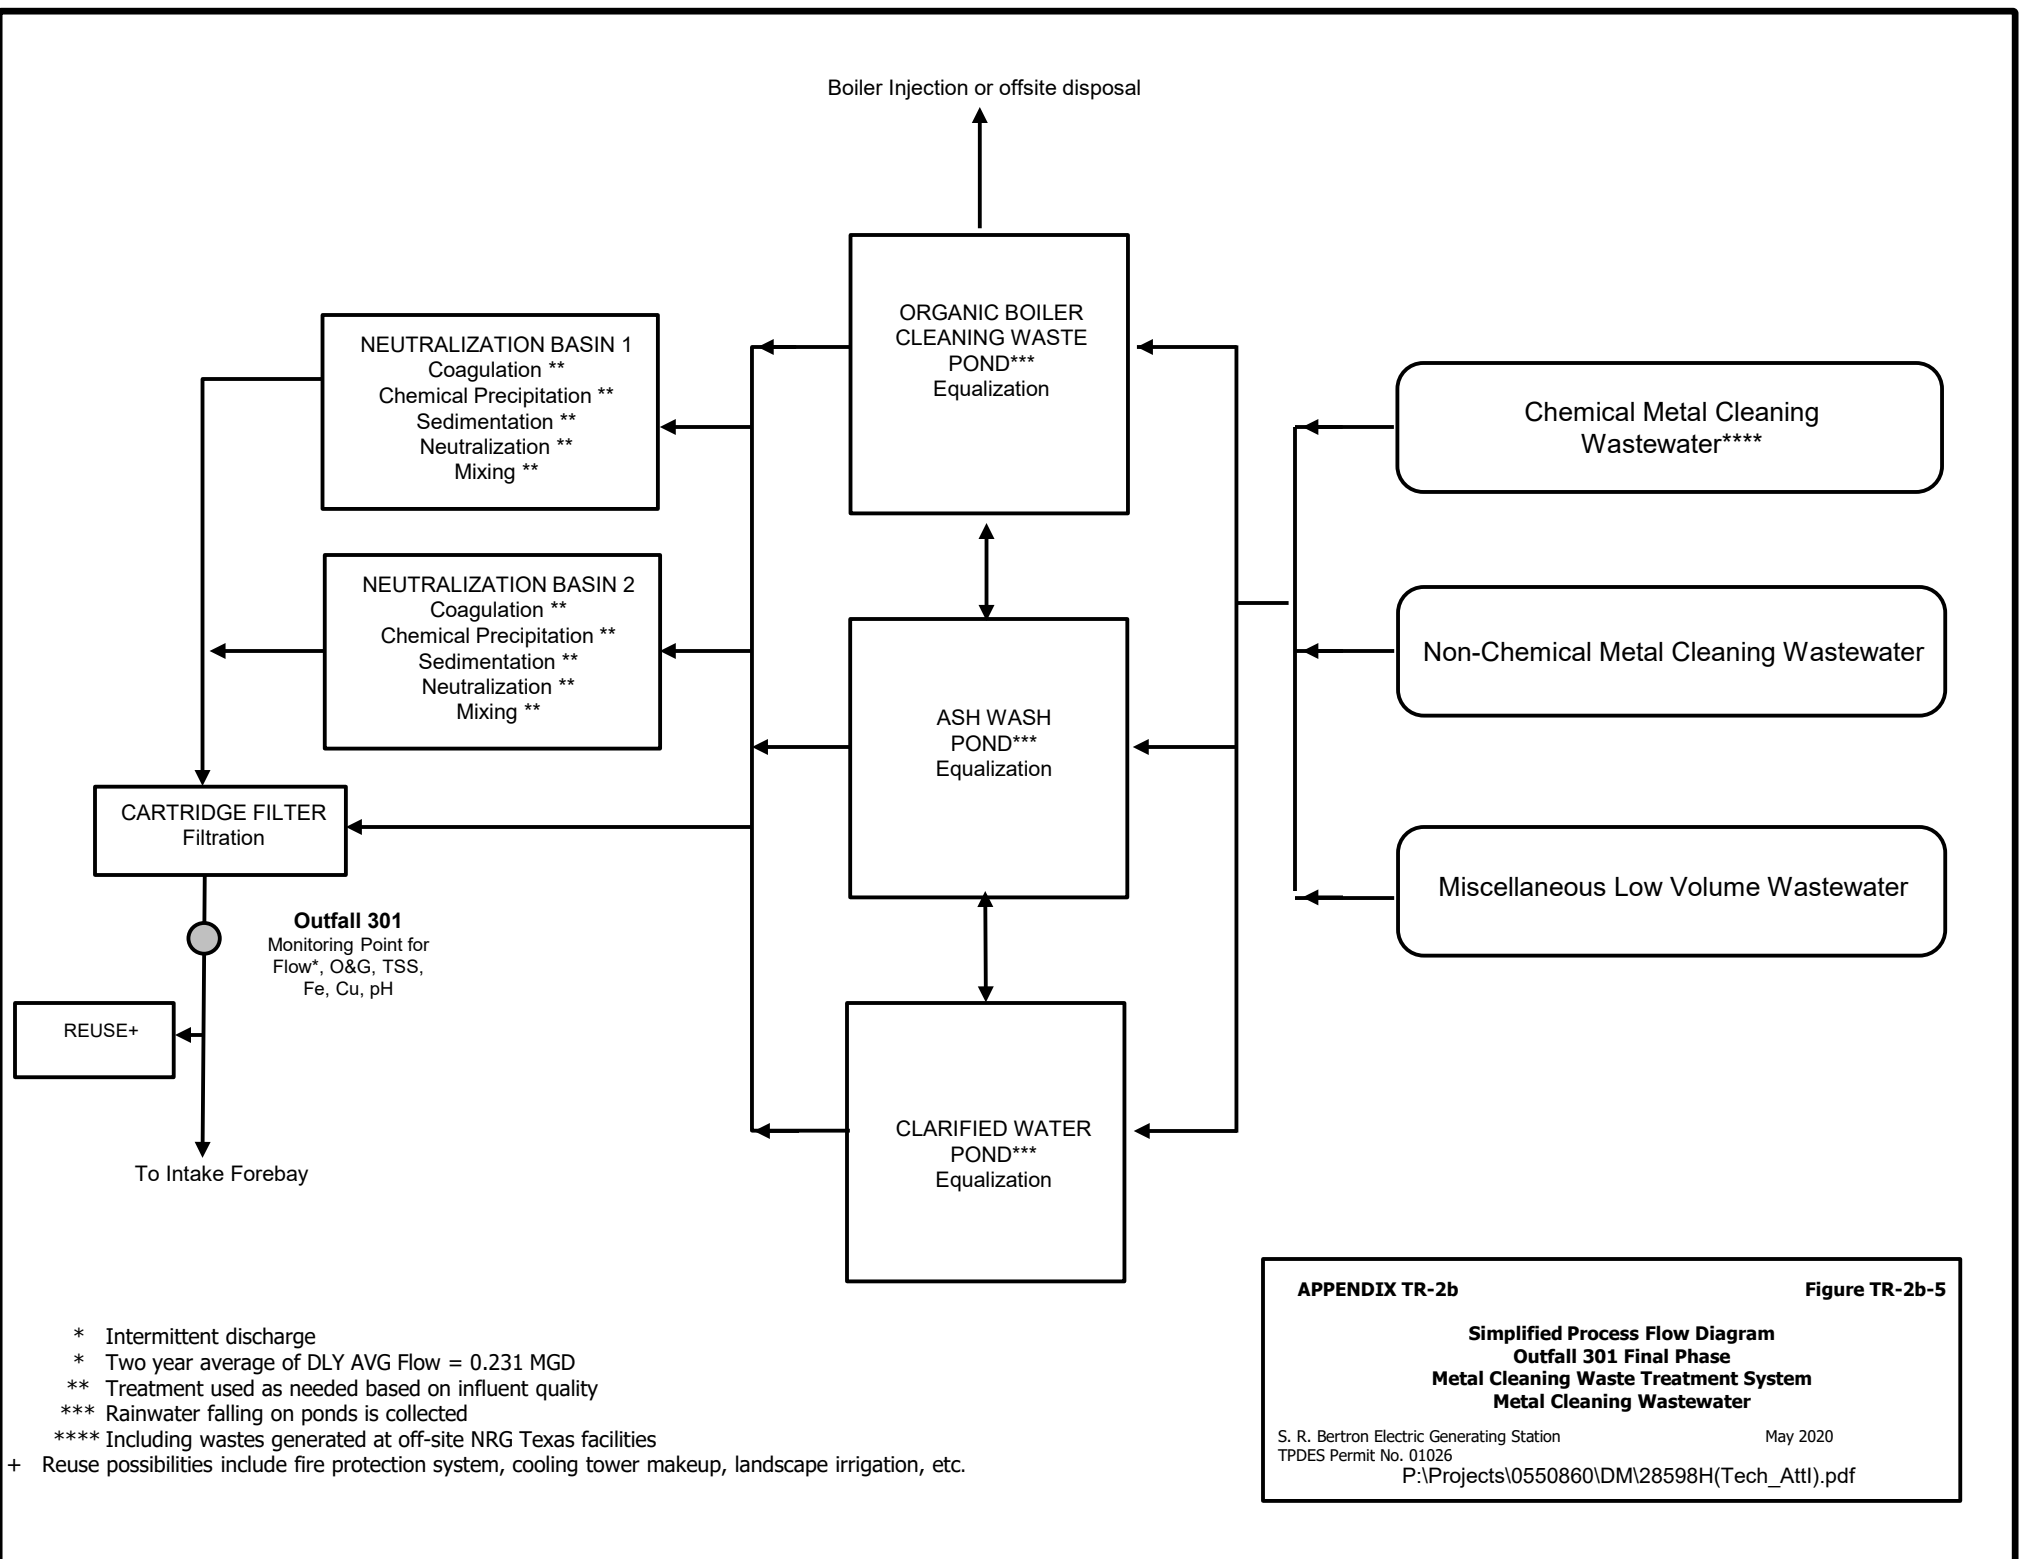 Boiler Injection or offsite disposal
ORGANIC BOILER
CLEANING WASTE
POND***
Equalization
NEUTRALIZATION BASIN 1
Coagulation **
Chemical Precipitation **
Sedimentation **
Neutralization **
Mixing **
Chemical Metal Cleaning
Wastewater****
NEUTRALIZATION BASIN 2
Coagulation **
Chemical Precipitation **
Sedimentation **
Neutralization **
Mixing **
Non-Chemical Metal Cleaning Wastewater
ASH WASH
POND***
Equalization
CARTRIDGE FILTER
Filtration
Miscellaneous Low Volume Wastewater
Outfall 301
Monitoring Point for
Flow*, O&G, TSS,
Fe, Cu, pH
REUSE+
CLARIFIED WATER
POND***
Equalization
To Intake Forebay
* Intermittent discharge
* Two year average of DLY AVG Flow = 0.231 MGD
** Treatment used as needed based on influent quality
*** Rainwater falling on ponds is collected
**** Including wastes generated at off-site NRG Texas facilities
+ Reuse possibilities include fire protection system, cooling tower makeup, landscape irrigation, etc.
APPENDIX TR-2b Figure TR-2b-5
Simplified Process Flow Diagram
Outfall 301 Final Phase
Metal Cleaning Waste Treatment System
Metal Cleaning Wastewater
S. R. Bertron Electric Generating Station May 2020
TPDES Permit No. 01026
P:\Projects\0550860\DM\28598H(Tech_AttI).pdf